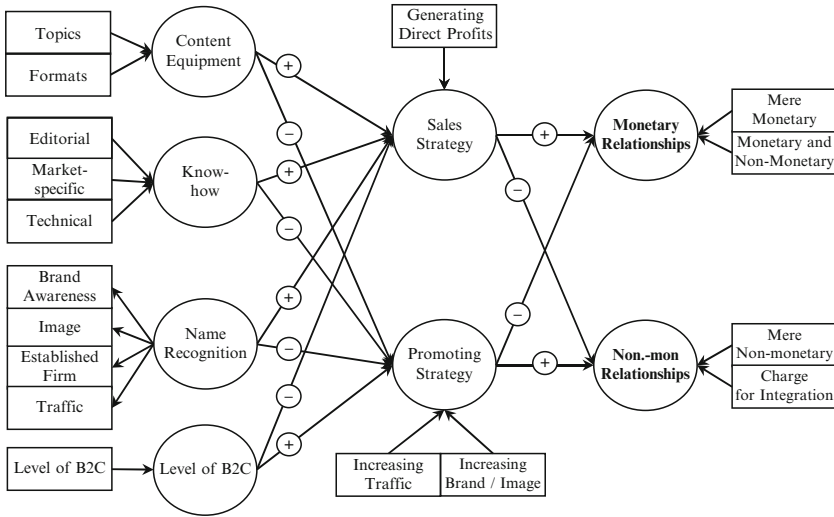 Topics
Formats
Content
Equipment
Generating
Direct Profits
+
−
Editorial
Market-
specific
Technical
Know-
how
+
−
Sales
Strategy
+
−
Monetary
Relationships
Mere
Monetary
Monetary and
Non-Monetary
Brand
Awareness
Image
Established
Firm
Traffic
Name
Recognition
+
−
Promoting
Strategy
−
+
Non.-mon
Relationships
Mere
Non-monetary
Charge
for Integration
Level of B2C
Level of B2C
−
+
Increasing
Traffic
Increasing
Brand / Image